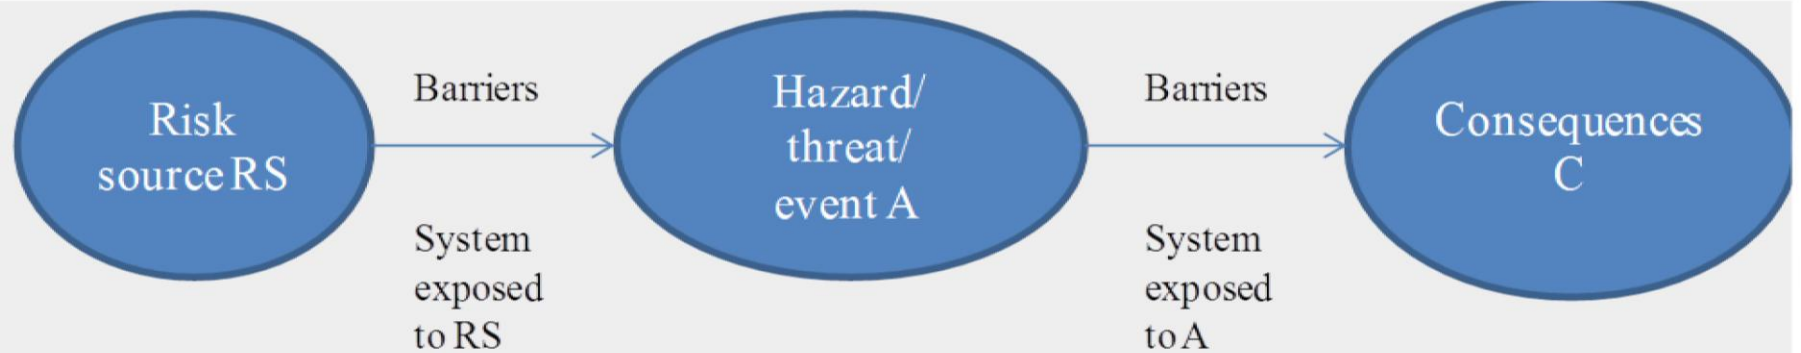 Risk
source RS
Barriers
System
exposed
to RS
Hazard/
threat/
event A
Barriers
System
exposed
to A
Consequences
C